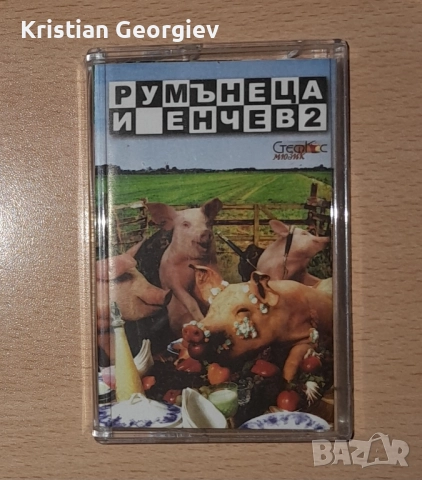 Kristian Georgiev
РУМЪНЕЦА
И ЕНЧЕВ 2
Стефкос
мюзик
BAZAR